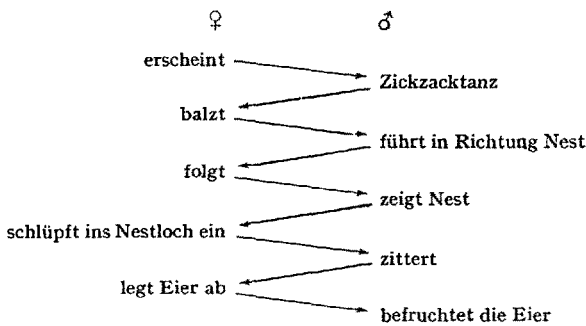 ♀ ♂
erscheint
Zickzacktanz
balzt
führt in Richtung Nest
folgt
zeigt Nest
schlüpft ins Nestloch ein
zittert
legt Eier ab
befruchtet die Eier